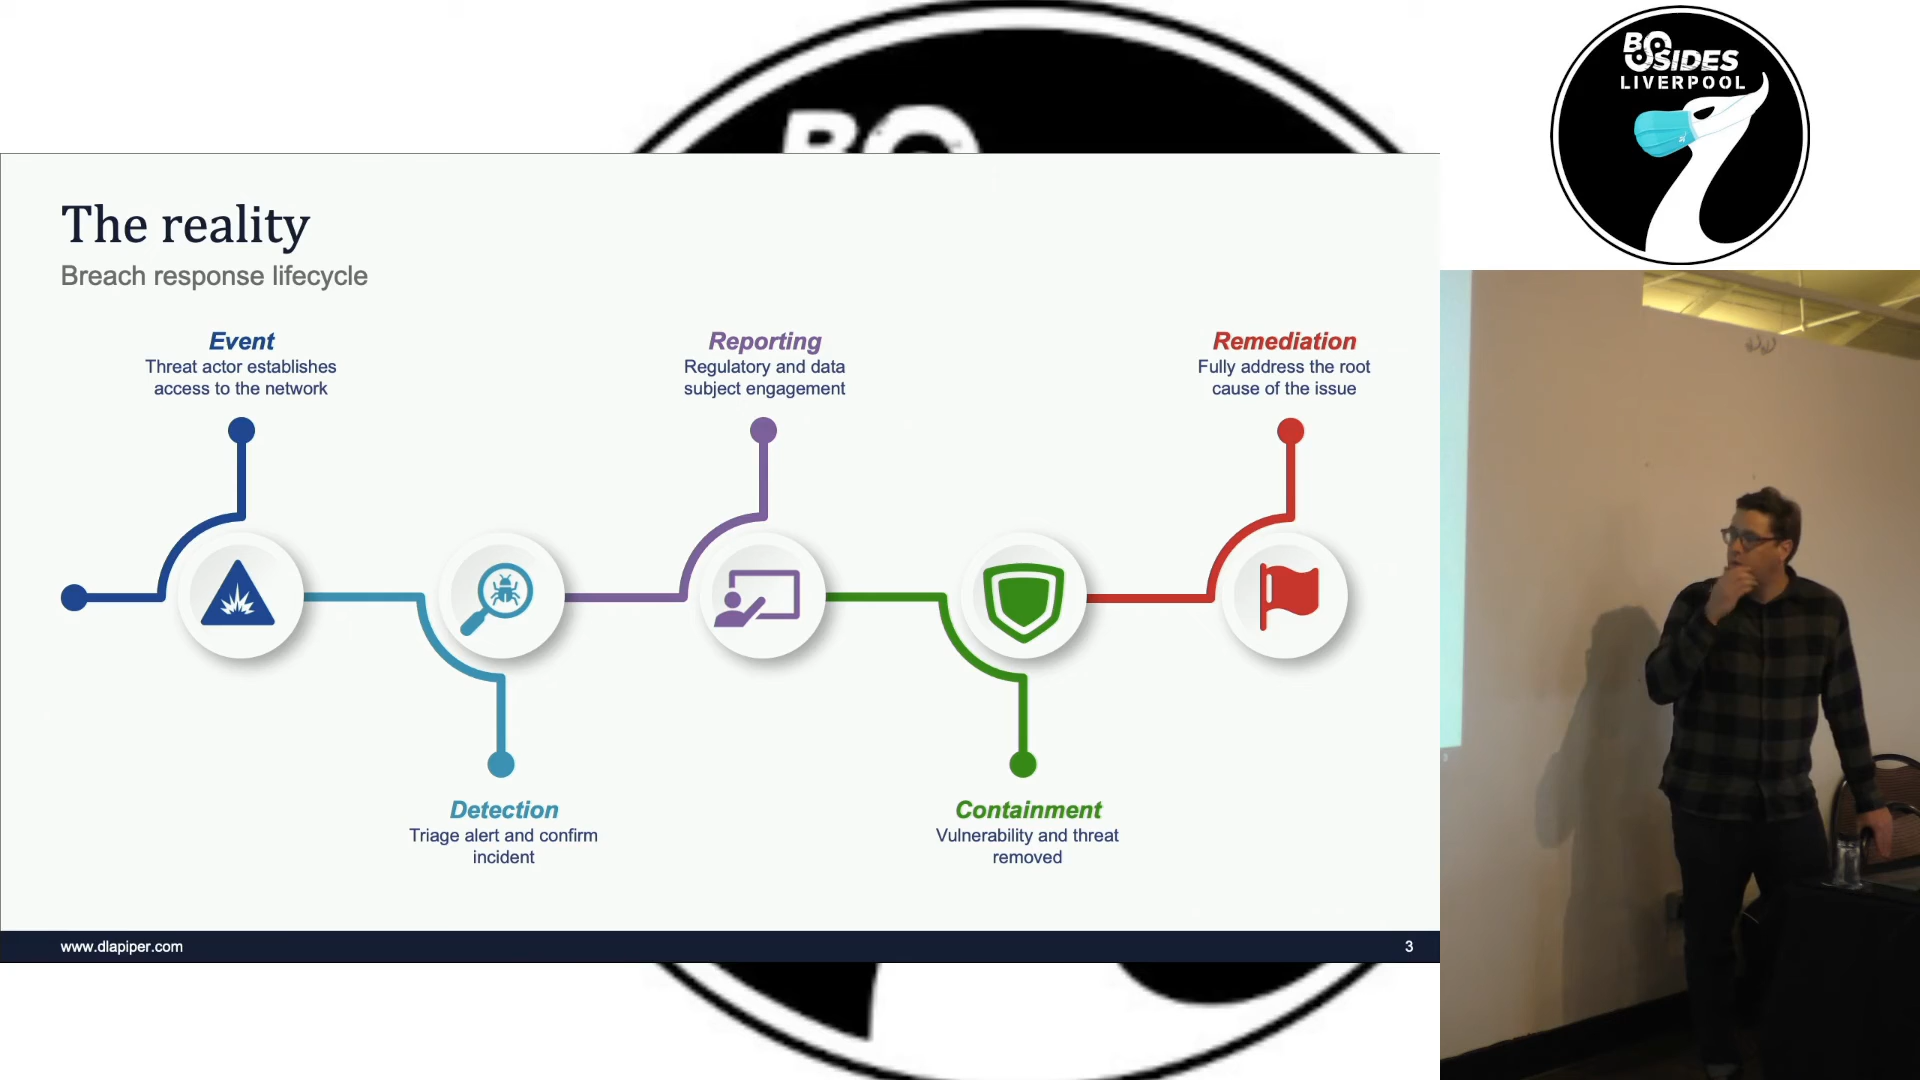 BSIDES
LIVERPOOL
The reality
Breach response lifecycle
Event
Threat actor establishes
access to the network
Reporting
Regulatory and data
subject engagement
Remediation
Fully address the root
cause of the issue
Detection
Triage alert and confirm
incident
Containment
Vulnerability and threat
removed
www.dlapiper.com
3